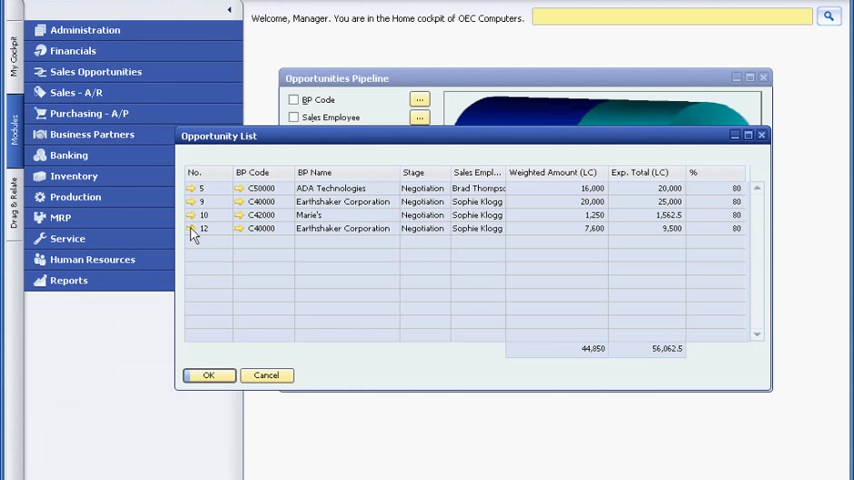 Welcome, Manager. You are in the Home cockpit of OEC Computers.
My Cockpit
Modules
Drag & Relate
Administration
Financials
Sales Opportunities
Sales - A/R
Purchasing - A/P
Business Partners
Banking
Inventory
Production
MRP
Service
Human Resources
Reports
Opportunities Pipeline
BP Code ...
Sales Employee ...
Opportunity List
No. BP Code BP Name Stage Sales Empl... Weighted Amount (LC) Exp. Total (LC) %
5 C50000 ADA Technologies Negotiation Brad Thompsc 16,000 20,000 80
9 C40000 Earthshaker Corporation Negotiation Sophie Klogg 20,000 25,000 80
10 C42000 Marie's Negotiation Sophie Klogg 1,250 1,562.5 80
12 C40000 Earthshaker Corporation Negotiation Sophie Klogg 7,600 9,500 80
44,850 56,062.5
OK Cancel